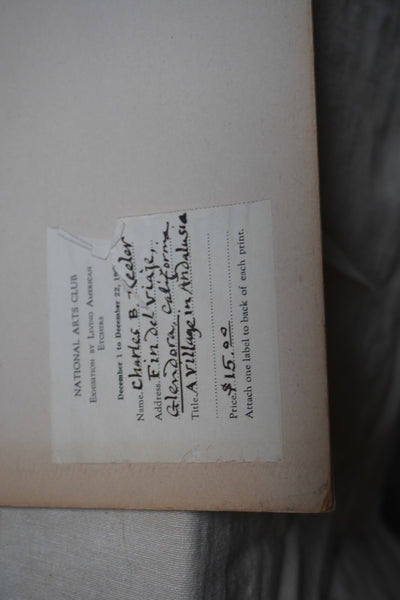 NATIONAL ARTS CLUB
EXHIBITION BY LIVING AMERICAN
ETCHERS
December 1 to December 22, 19
Name. Charles B. Keeler
Address. Fin del Viaje,
Glendora, California
Title. A Village in Andalusia
Price. $15.00
Attach one label to back of each print.